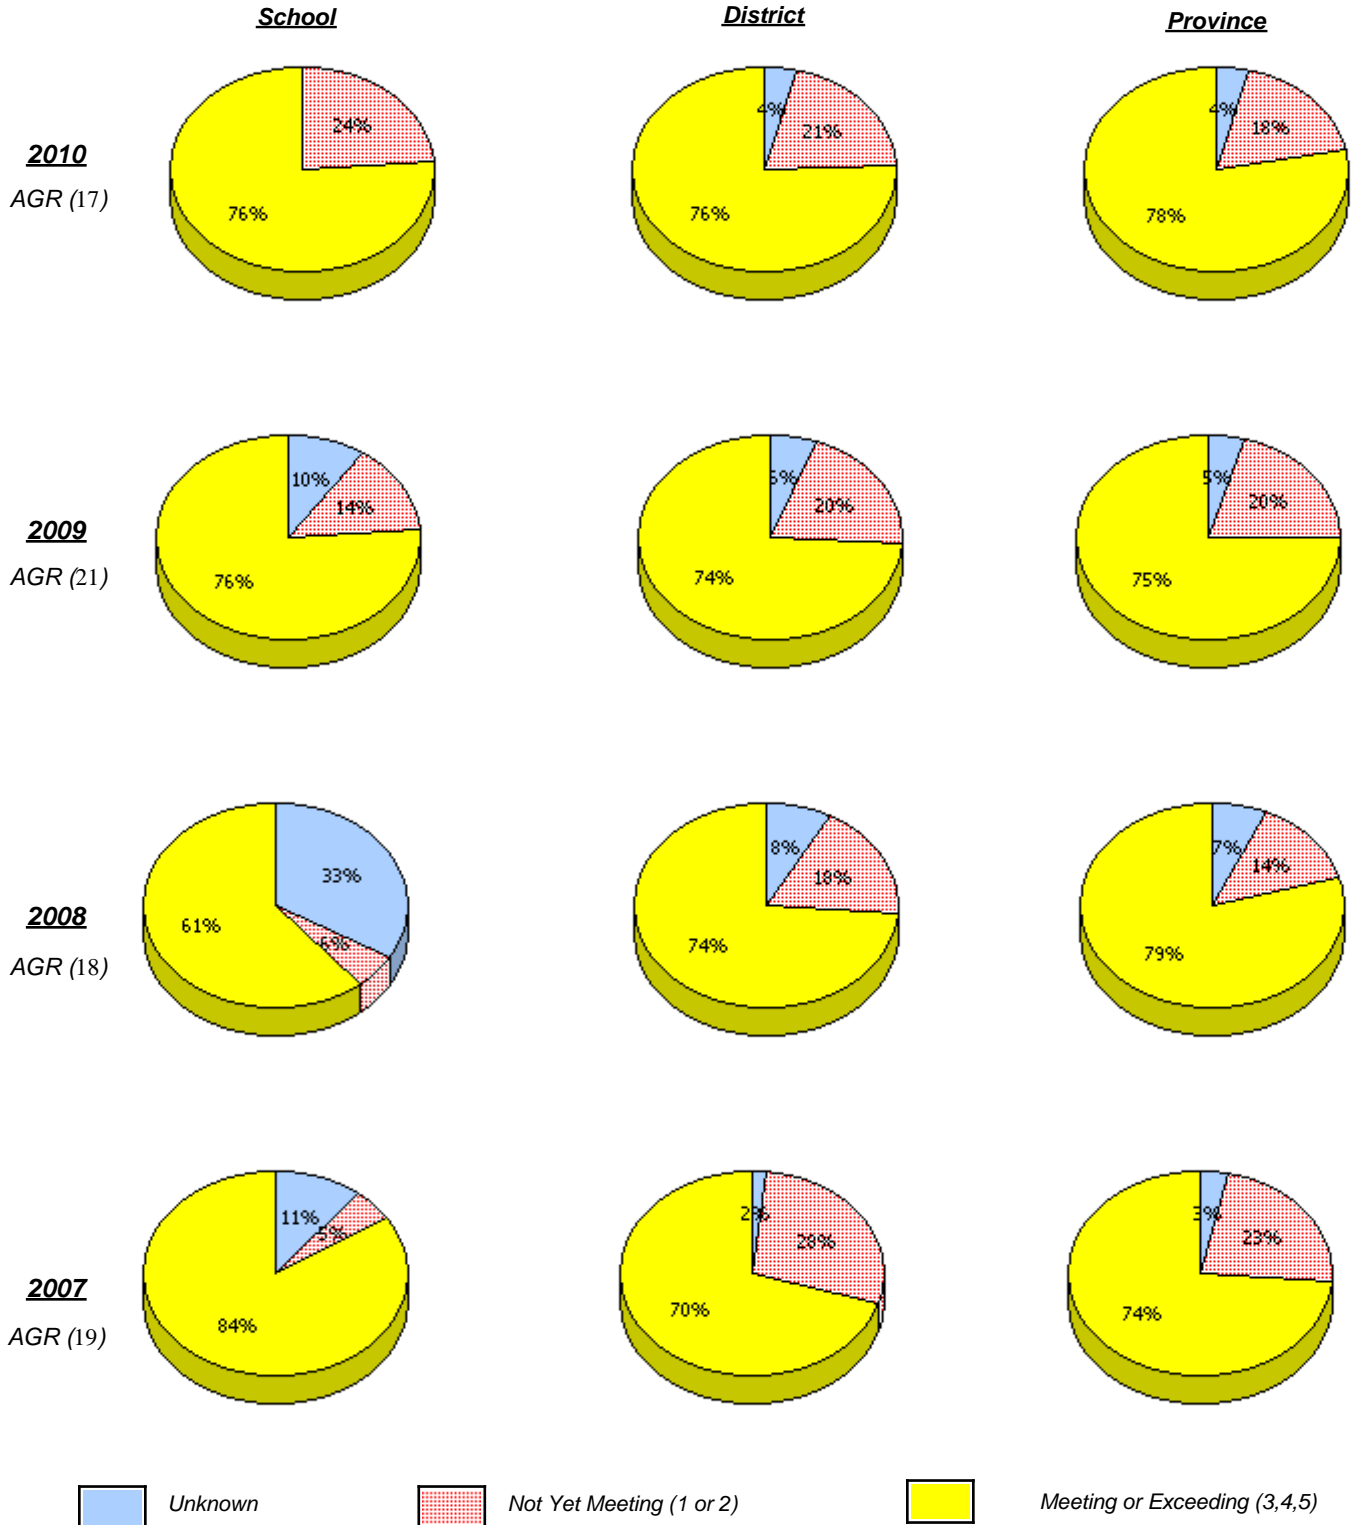 School District Province
4% 4%
24% 21% 18%
2010
AGR (17)
76% 76% 78%
10% 5%
14% 20% 20%
2009
AGR (21)
76% 74% 75%
33% 8% 7%
18% 14%
2008
61% 6% 74% 79%
AGR (18)
11% 2% 3%
5% 28% 23%
2007
84% 70% 74%
AGR (19)
Unknown Not Yet Meeting (1 or 2) Meeting or Exceeding (3,4,5)